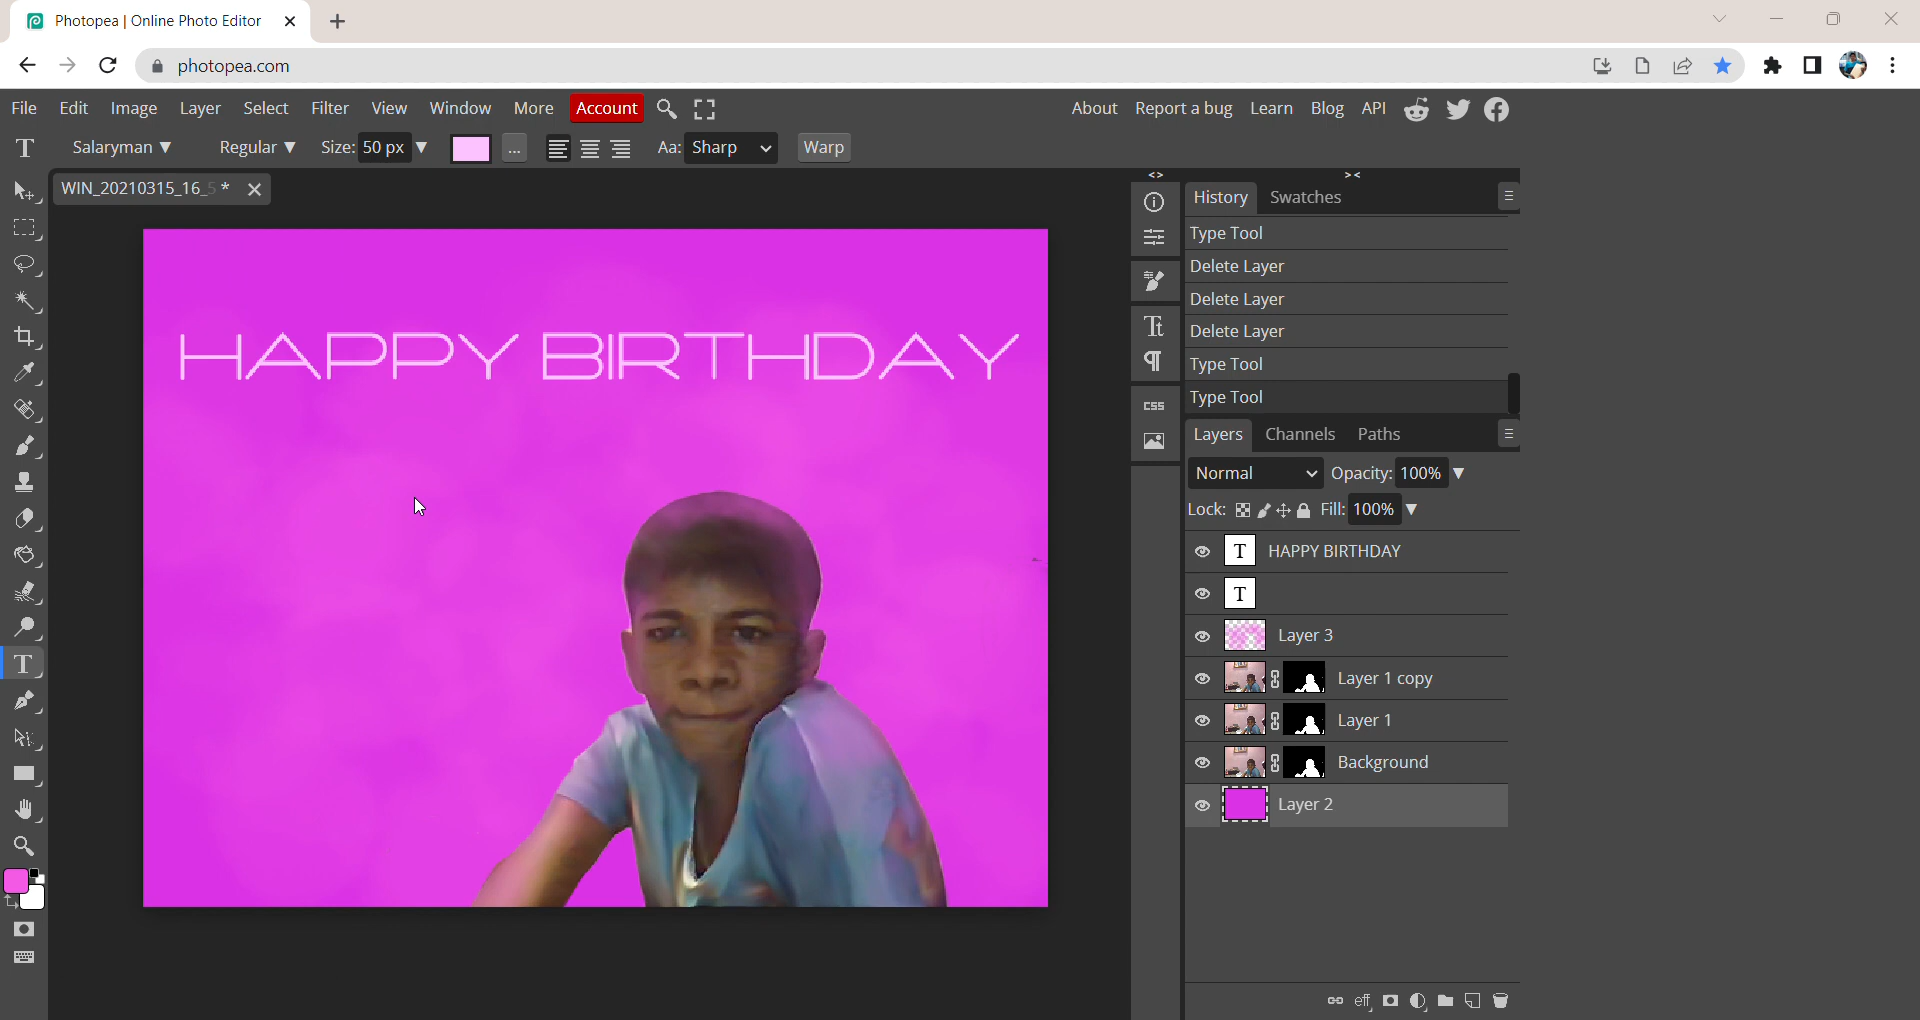 Photopea | Online Photo Editor
photopea.com
File Edit Image Layer Select Filter View Window More Account About Report a bug Learn Blog API
T Salaryman ▼ Regular ▼ Size: 50 px ▼ ... Aa: Sharp Warp
WIN_20210315_16_5 *
<> ><
History Swatches
Type Tool
Delete Layer
Delete Layer
Delete Layer
Type Tool
Type Tool
Tt
¶
CSS
HAPPY BIRTHDAY
Layers Channels Paths
Normal Opacity: 100% ▼
Lock: Fill: 100% ▼
T HAPPY BIRTHDAY
T
Layer 3
Layer 1 copy
Layer 1
Background
Layer 2
T
eff